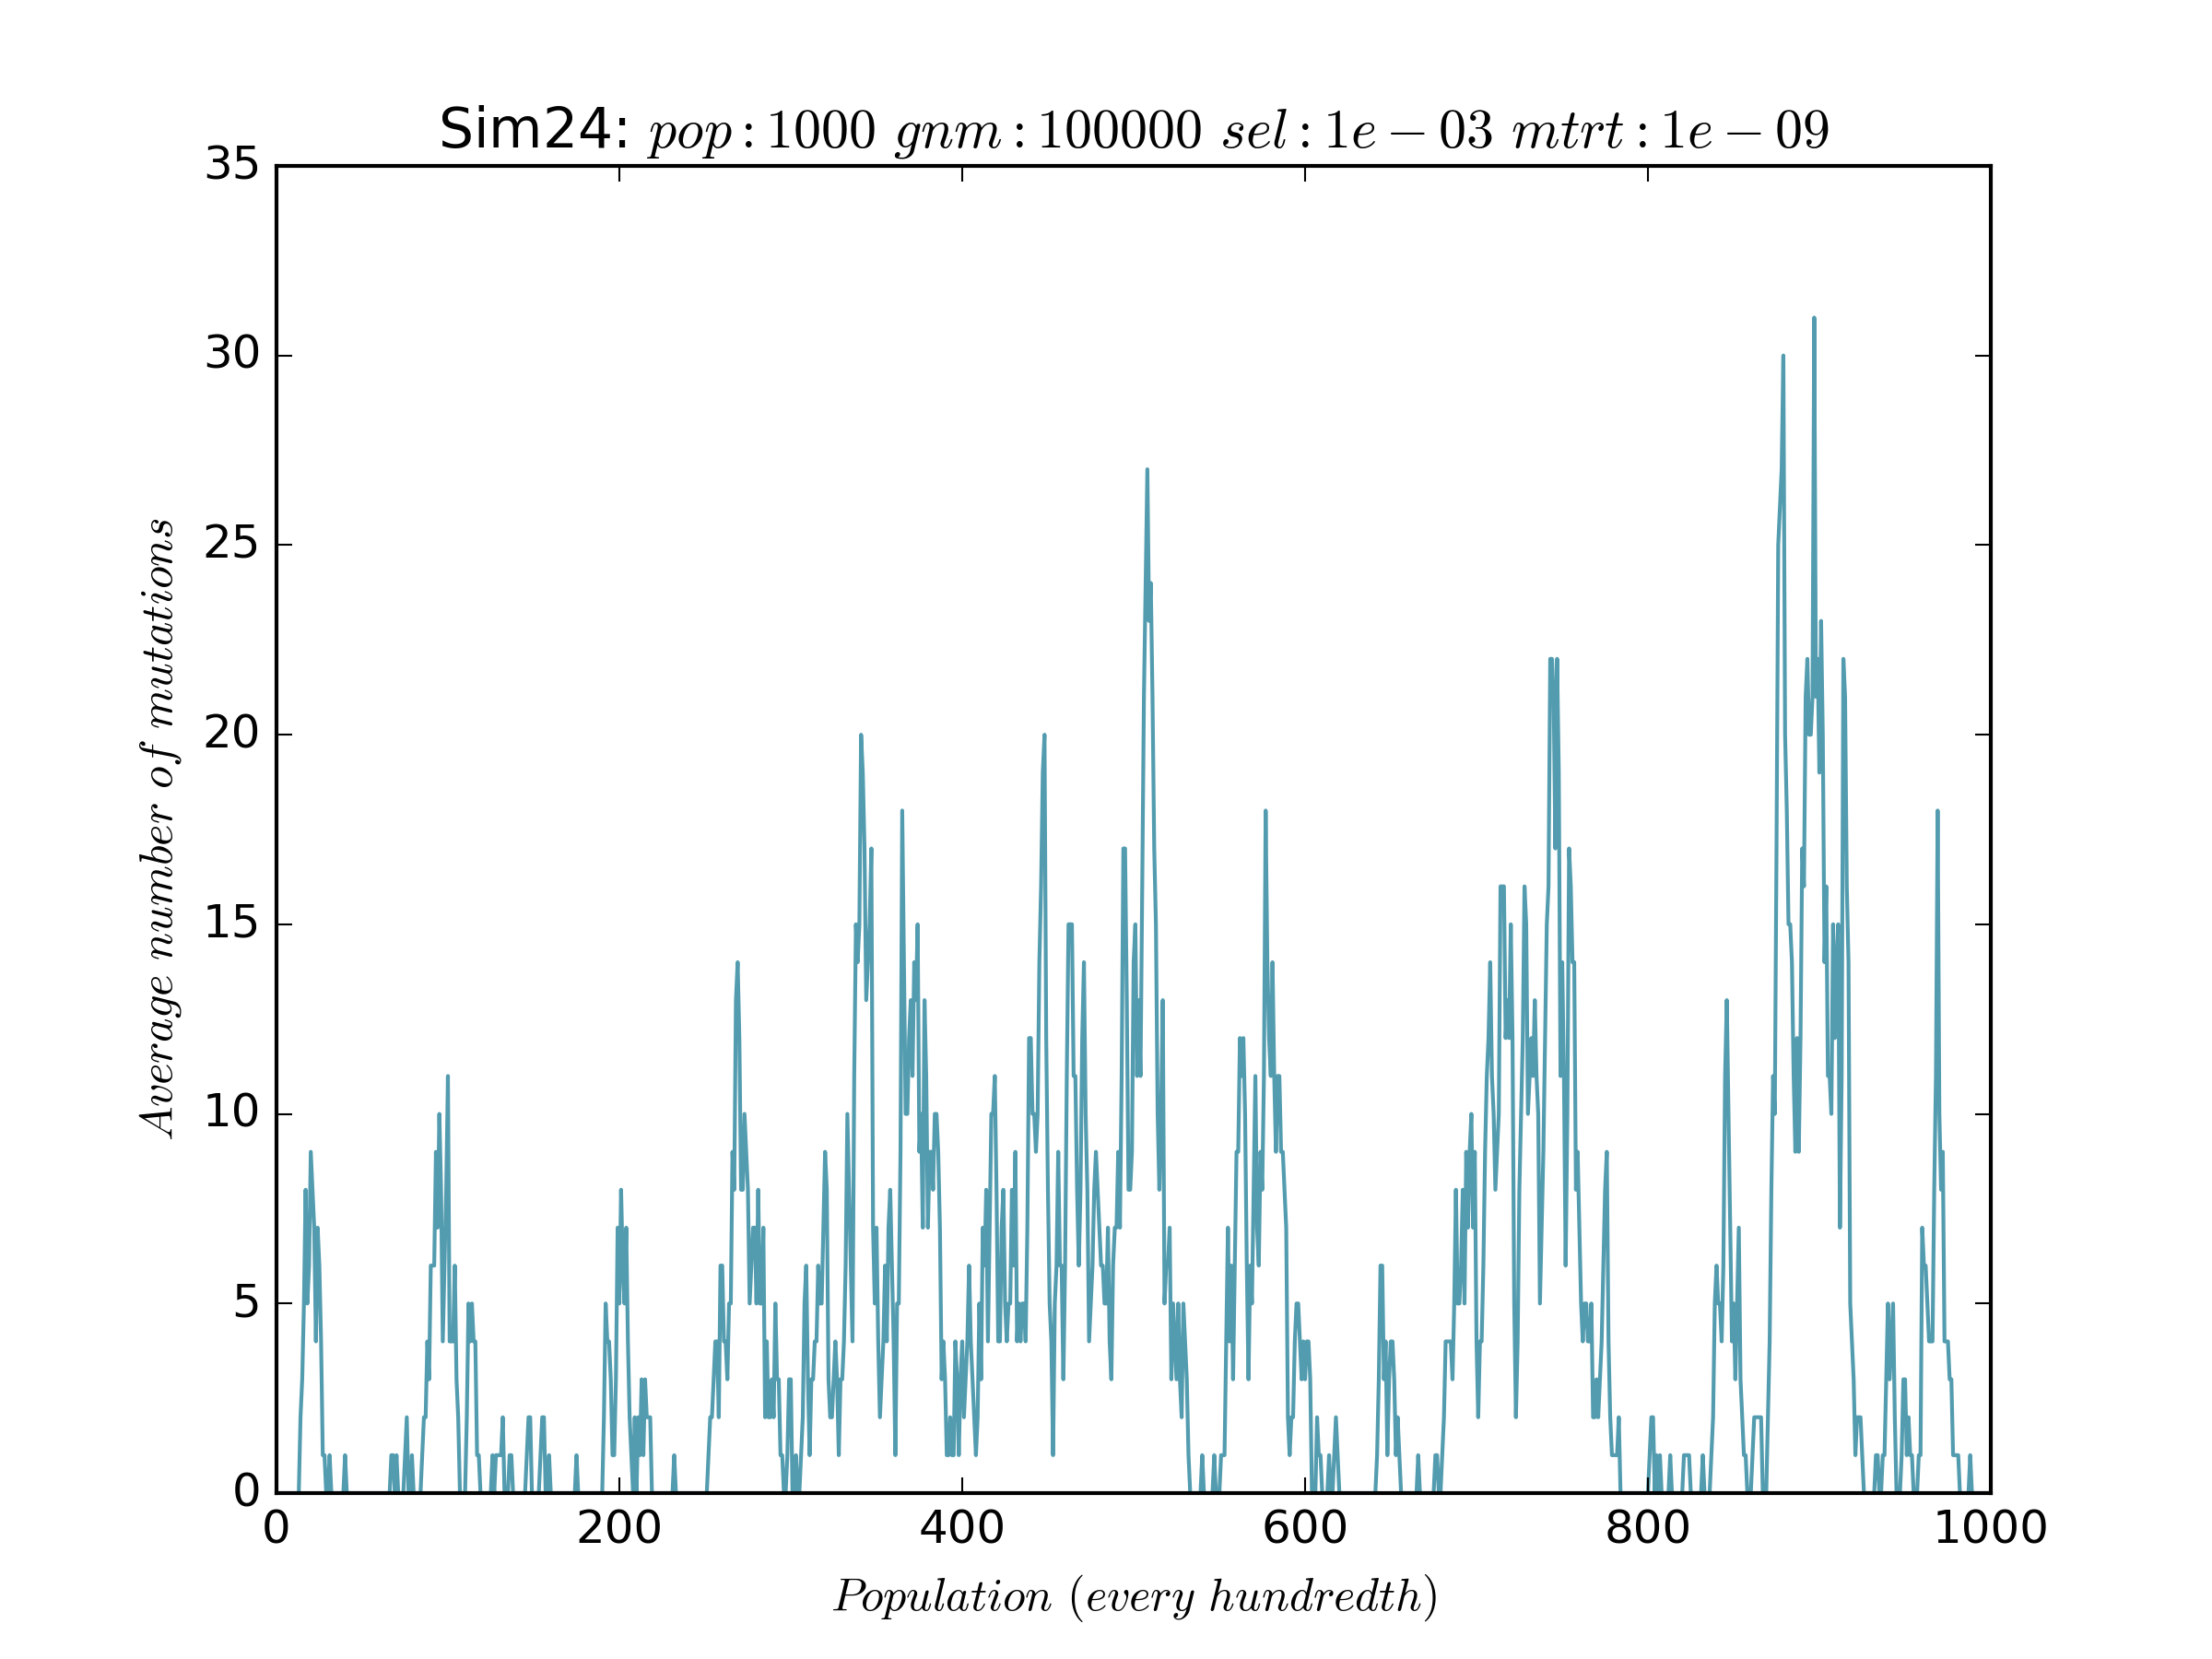 Sim24: pop : 1000 gnm : 100000 sel : 1e − 03 mtrt : 1e − 09
35
30
25
20
15
10
5
0
Average number of mutations
0 200 400 600 800 1000
Population (every hundredth)